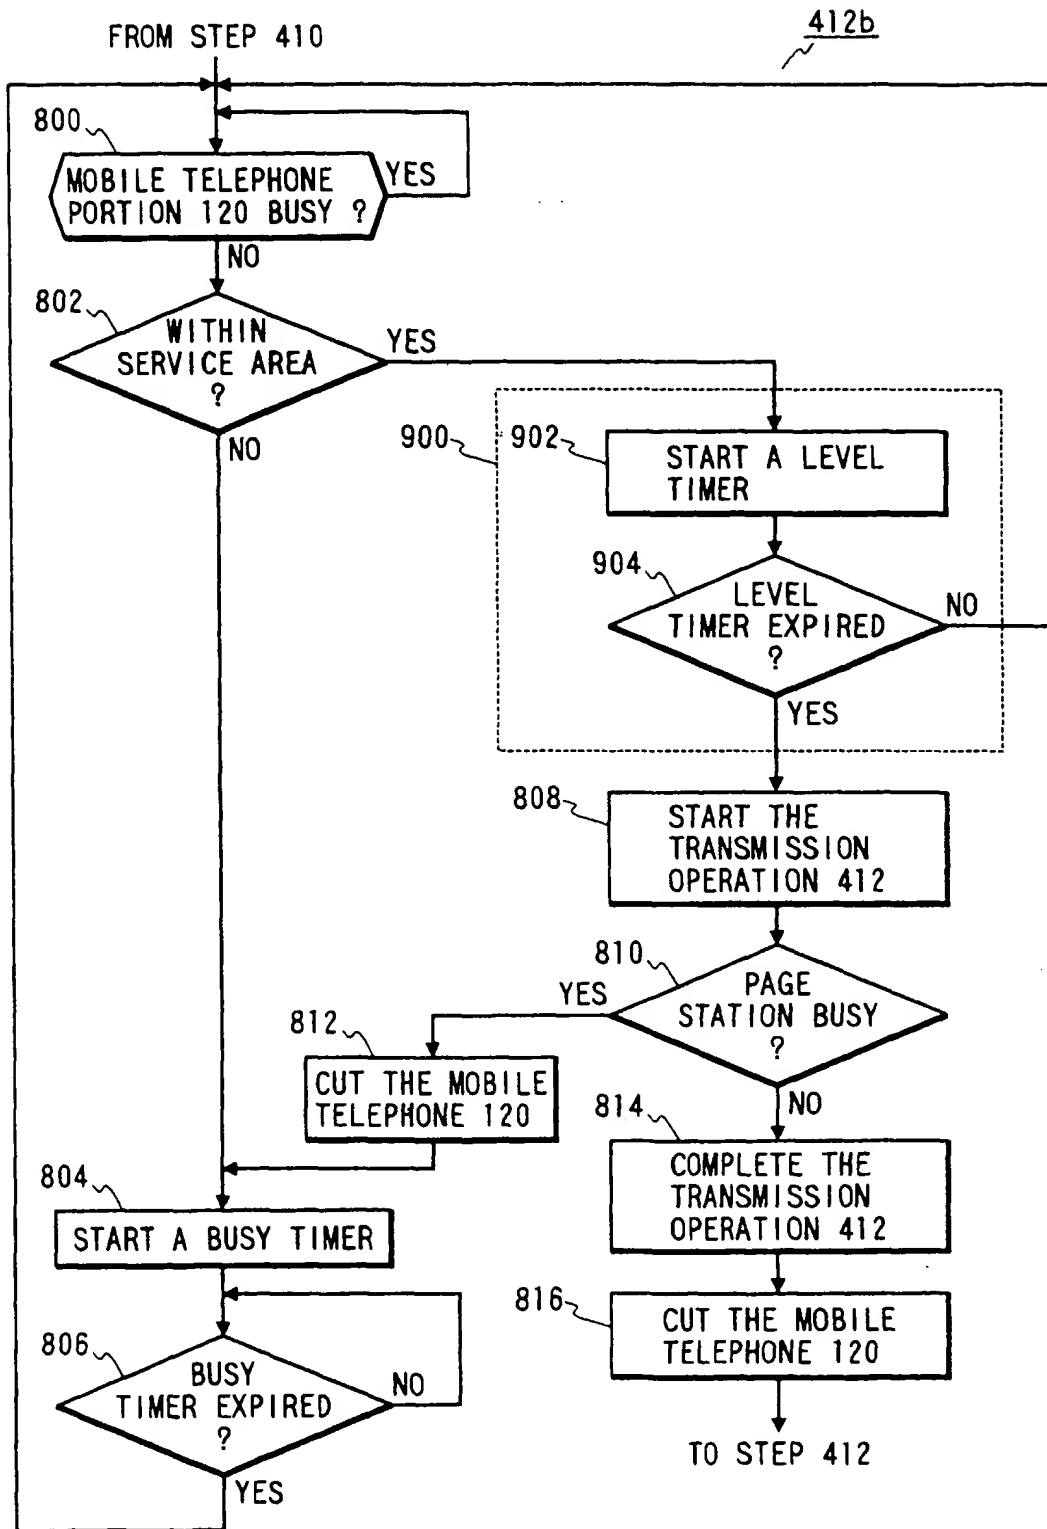 FROM STEP 410
412b
800
MOBILE TELEPHONE
PORTION 120 BUSY ?
YES
NO
802
WITHIN
SERVICE AREA
?
YES
NO
900
902
START A LEVEL
TIMER
904
LEVEL
TIMER EXPIRED
?
NO
YES
808
START THE
TRANSMISSION
OPERATION 412
810
PAGE
STATION BUSY
?
YES
NO
812
CUT THE MOBILE
TELEPHONE 120
814
COMPLETE THE
TRANSMISSION
OPERATION 412
804
START A BUSY TIMER
816
CUT THE MOBILE
TELEPHONE 120
806
BUSY
TIMER EXPIRED
?
NO
YES
TO STEP 412